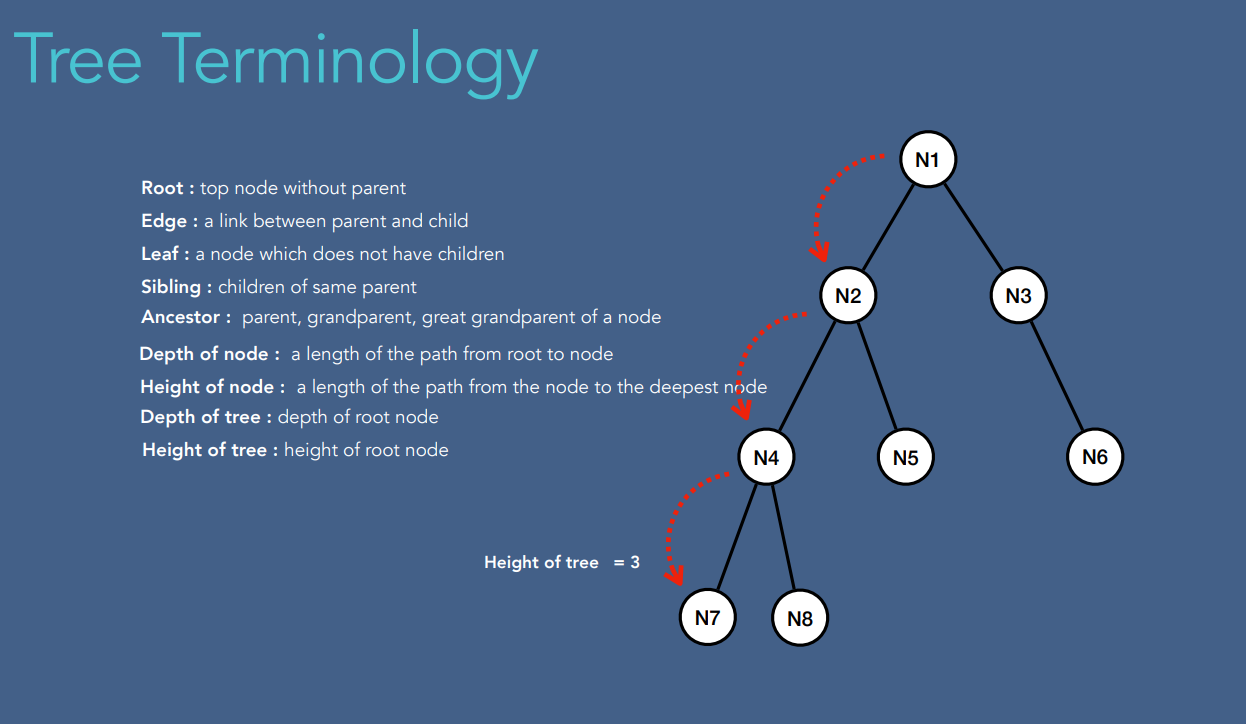 Tree Terminology
Root : top node without parent
Edge : a link between parent and child
Leaf : a node which does not have children
Sibling : children of same parent
Ancestor : parent, grandparent, great grandparent of a node
Depth of node : a length of the path from root to node
Height of node : a length of the path from the node to the deepest node
Depth of tree : depth of root node
Height of tree : height of root node
Height of tree = 3
N1
N2
N3
N4
N5
N6
N7
N8